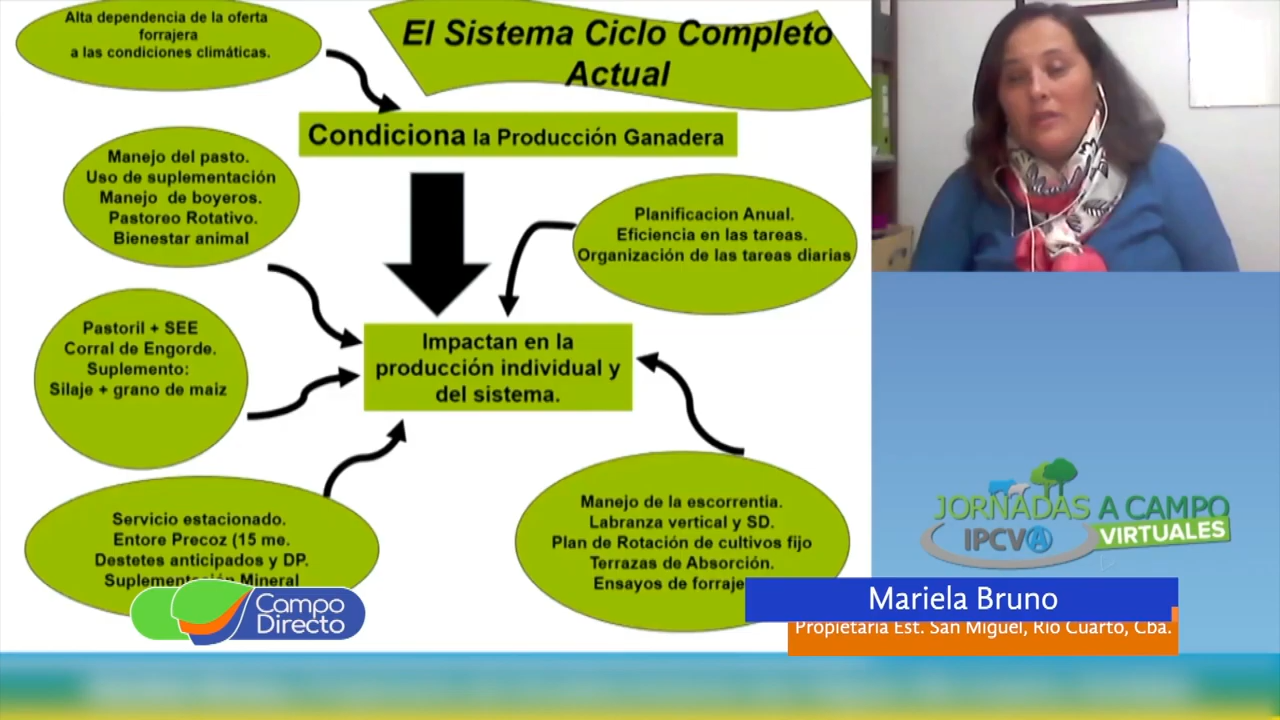 Alta dependencia de la oferta
forrajera
a las condiciones climáticas.
El Sistema Ciclo Completo
Actual
Condiciona la Producción Ganadera
Manejo del pasto.
Uso de suplementación
Manejo de boyeros.
Pastoreo Rotativo.
Bienestar animal
Planificacion Anual.
Eficiencia en las tareas.
Organización de las tareas diarias
Pastoril + SEE
Corral de Engorde.
Suplemento:
Silaje + grano de maiz
Impactan en la
producción individual y
del sistema.
Servicio estacionado.
Entore Precoz (15 me.
Destetes anticipados y DP.
Suplementación Mineral
Manejo de la escorrentia.
Labranza vertical y SD.
Plan de Rotación de cultivos fijo
Terrazas de Absorción.
Ensayos de forraje
JORNADAS A CAMPO
IPCVA VIRTUALES
Campo
Directo
Mariela Bruno
Propietaria Est. San Miguel, Río Cuarto, Cba.